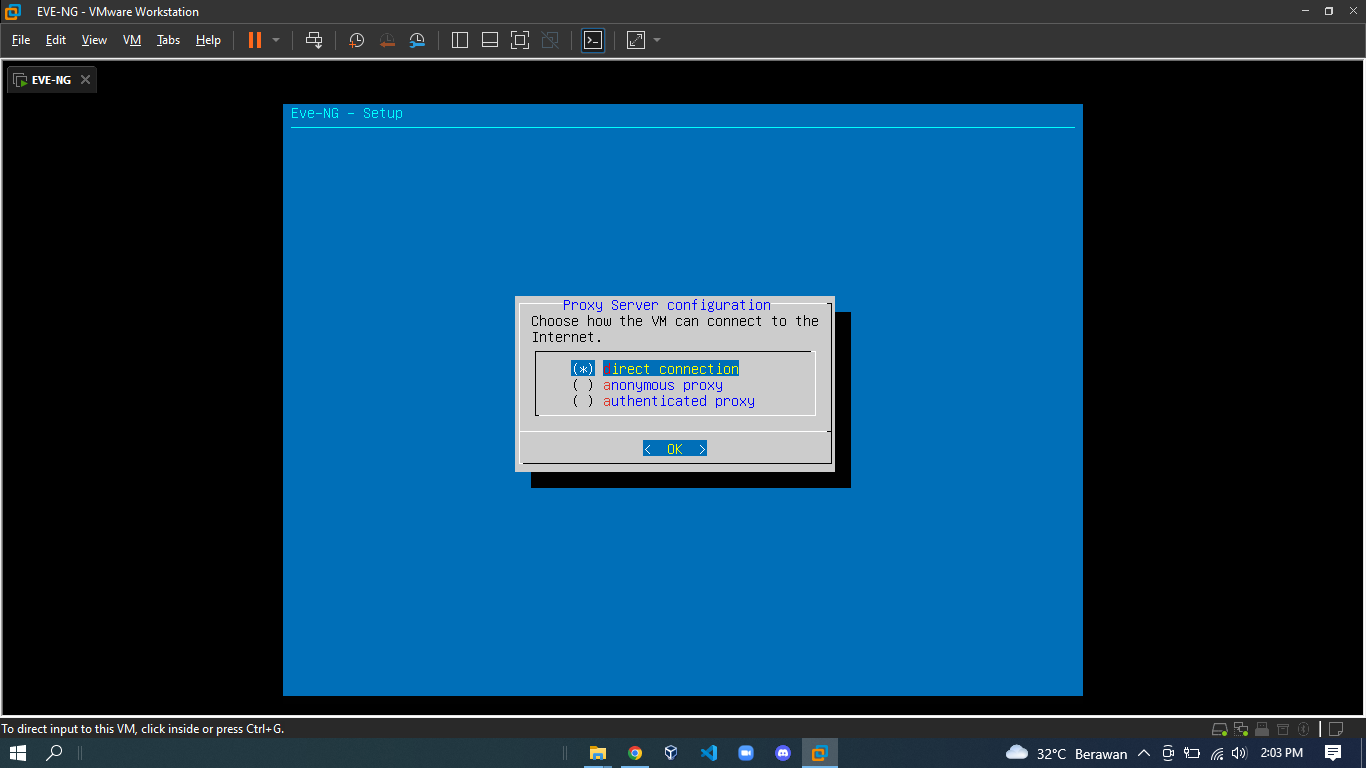 EVE-NG - VMware Workstation
File Edit View VM Tabs Help
EVE-NG
Eve-NG - Setup
Proxy Server configuration
Choose how the VM can connect to the
Internet.
(*) direct connection
( ) anonymous proxy
( ) authenticated proxy
< OK >
To direct input to this VM, click inside or press Ctrl+G.
32°C Berawan
2:03 PM